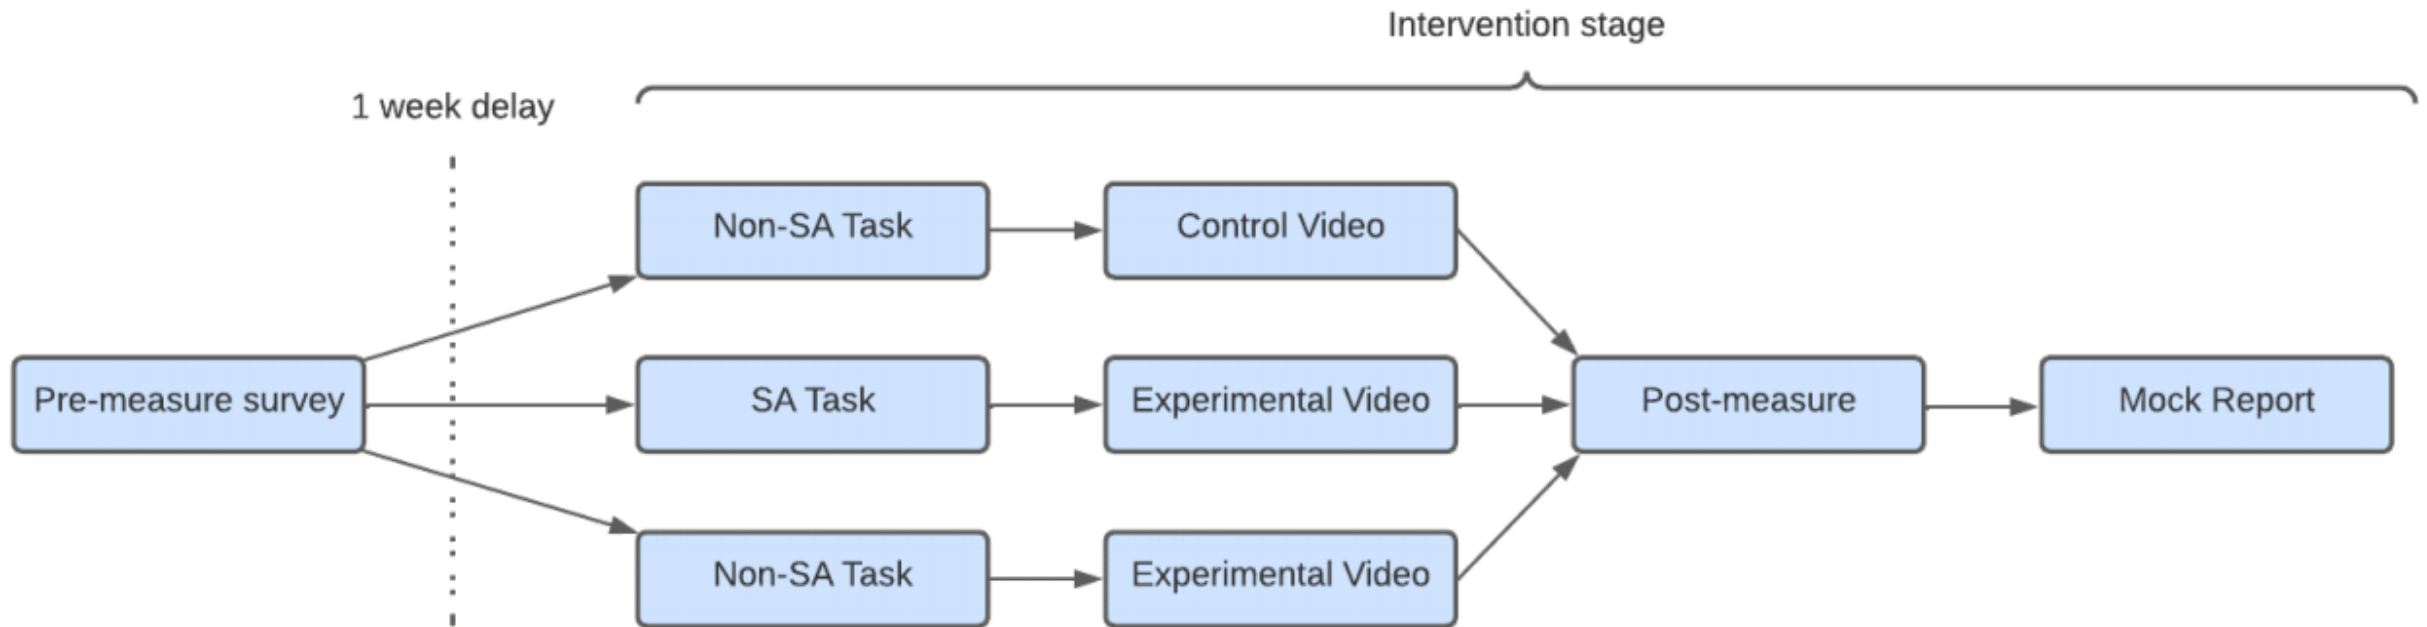 Intervention stage
1 week delay
Non-SA Task
Control Video
Pre-measure survey
SA Task
Experimental Video
Post-measure
Mock Report
Non-SA Task
Experimental Video